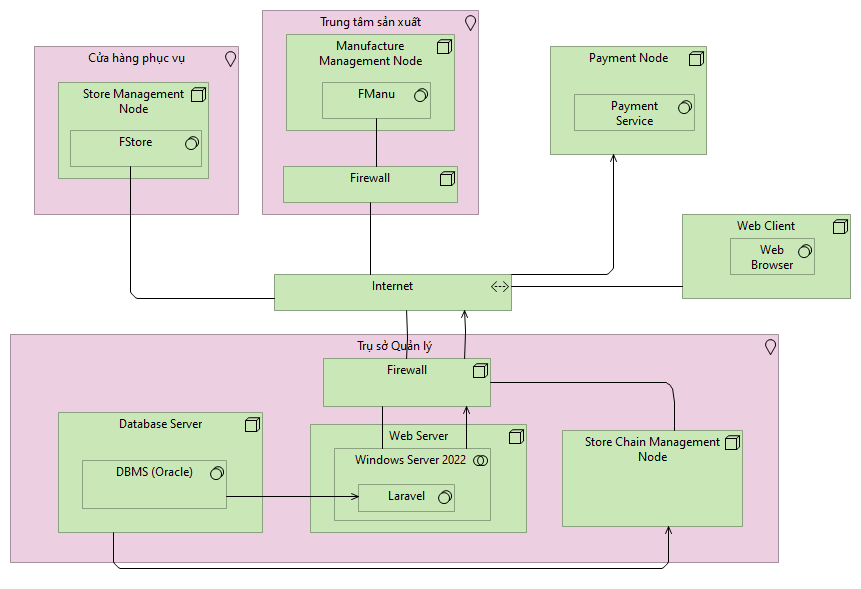 Trung tâm sản xuất
Manufacture
Management Node
FManu
Firewall
Cửa hàng phục vụ
Store Management
Node
FStore
Payment Node
Payment
Service
Web Client
Web
Browser
Internet
Trụ sở Quản lý
Firewall
Database Server
DBMS (Oracle)
Web Server
Windows Server 2022
Laravel
Store Chain Management
Node